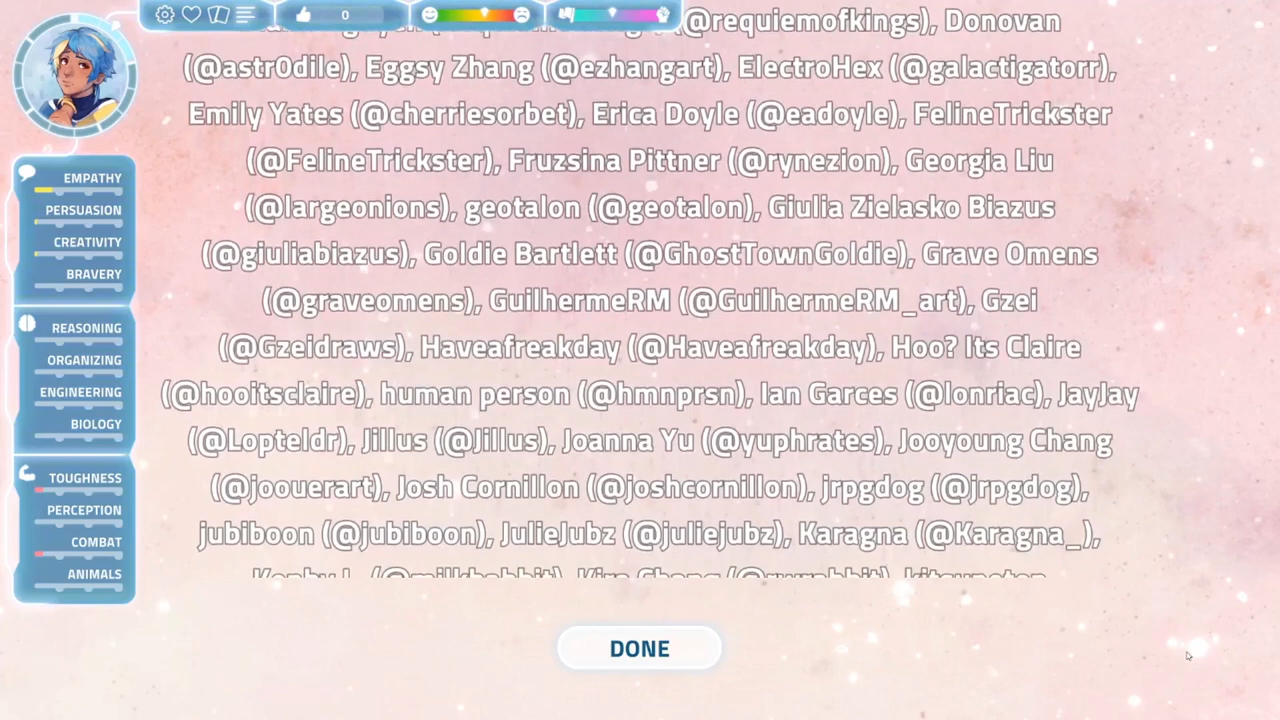 0
(@requiemofkings), Donovan
(@astr0dile), Eggsy Zhang (@ezhangart), ElectroHex (@galactigatorr),
Emily Yates (@cherriesorbet), Erica Doyle (@eadoyle), FelineTrickster
(@FelineTrickster), Fruzsina Pittner (@rynezion), Georgia Liu
(@largeonions), geotalon (@geotalon), Giulia Zielasko Biazus
(@giuliabiazus), Goldie Bartlett (@GhostTownGoldie), Grave Omens
(@graveomens), GuilhermeRM (@GuilhermeRM_art), Gzei
(@Gzeidraws), Haveafreakday (@Haveafreakday), Hoo? Its Claire
(@hooitsclaire), human person (@hmnprsn), Ian Garces (@lonriac), JayJay
(@Lopteldr), Jillus (@Jillus), Joanna Yu (@yuphrates), Jooyoung Chang
(@joouerart), Josh Cornillon (@joshcornillon), jrpgdog (@jrpgdog),
jubiboon (@jubiboon), JulieJubz (@juliejubz), Karagna (@Karagna_),
EMPATHY
PERSUASION
CREATIVITY
BRAVERY
REASONING
ORGANIZING
ENGINEERING
BIOLOGY
TOUGHNESS
PERCEPTION
COMBAT
ANIMALS
DONE